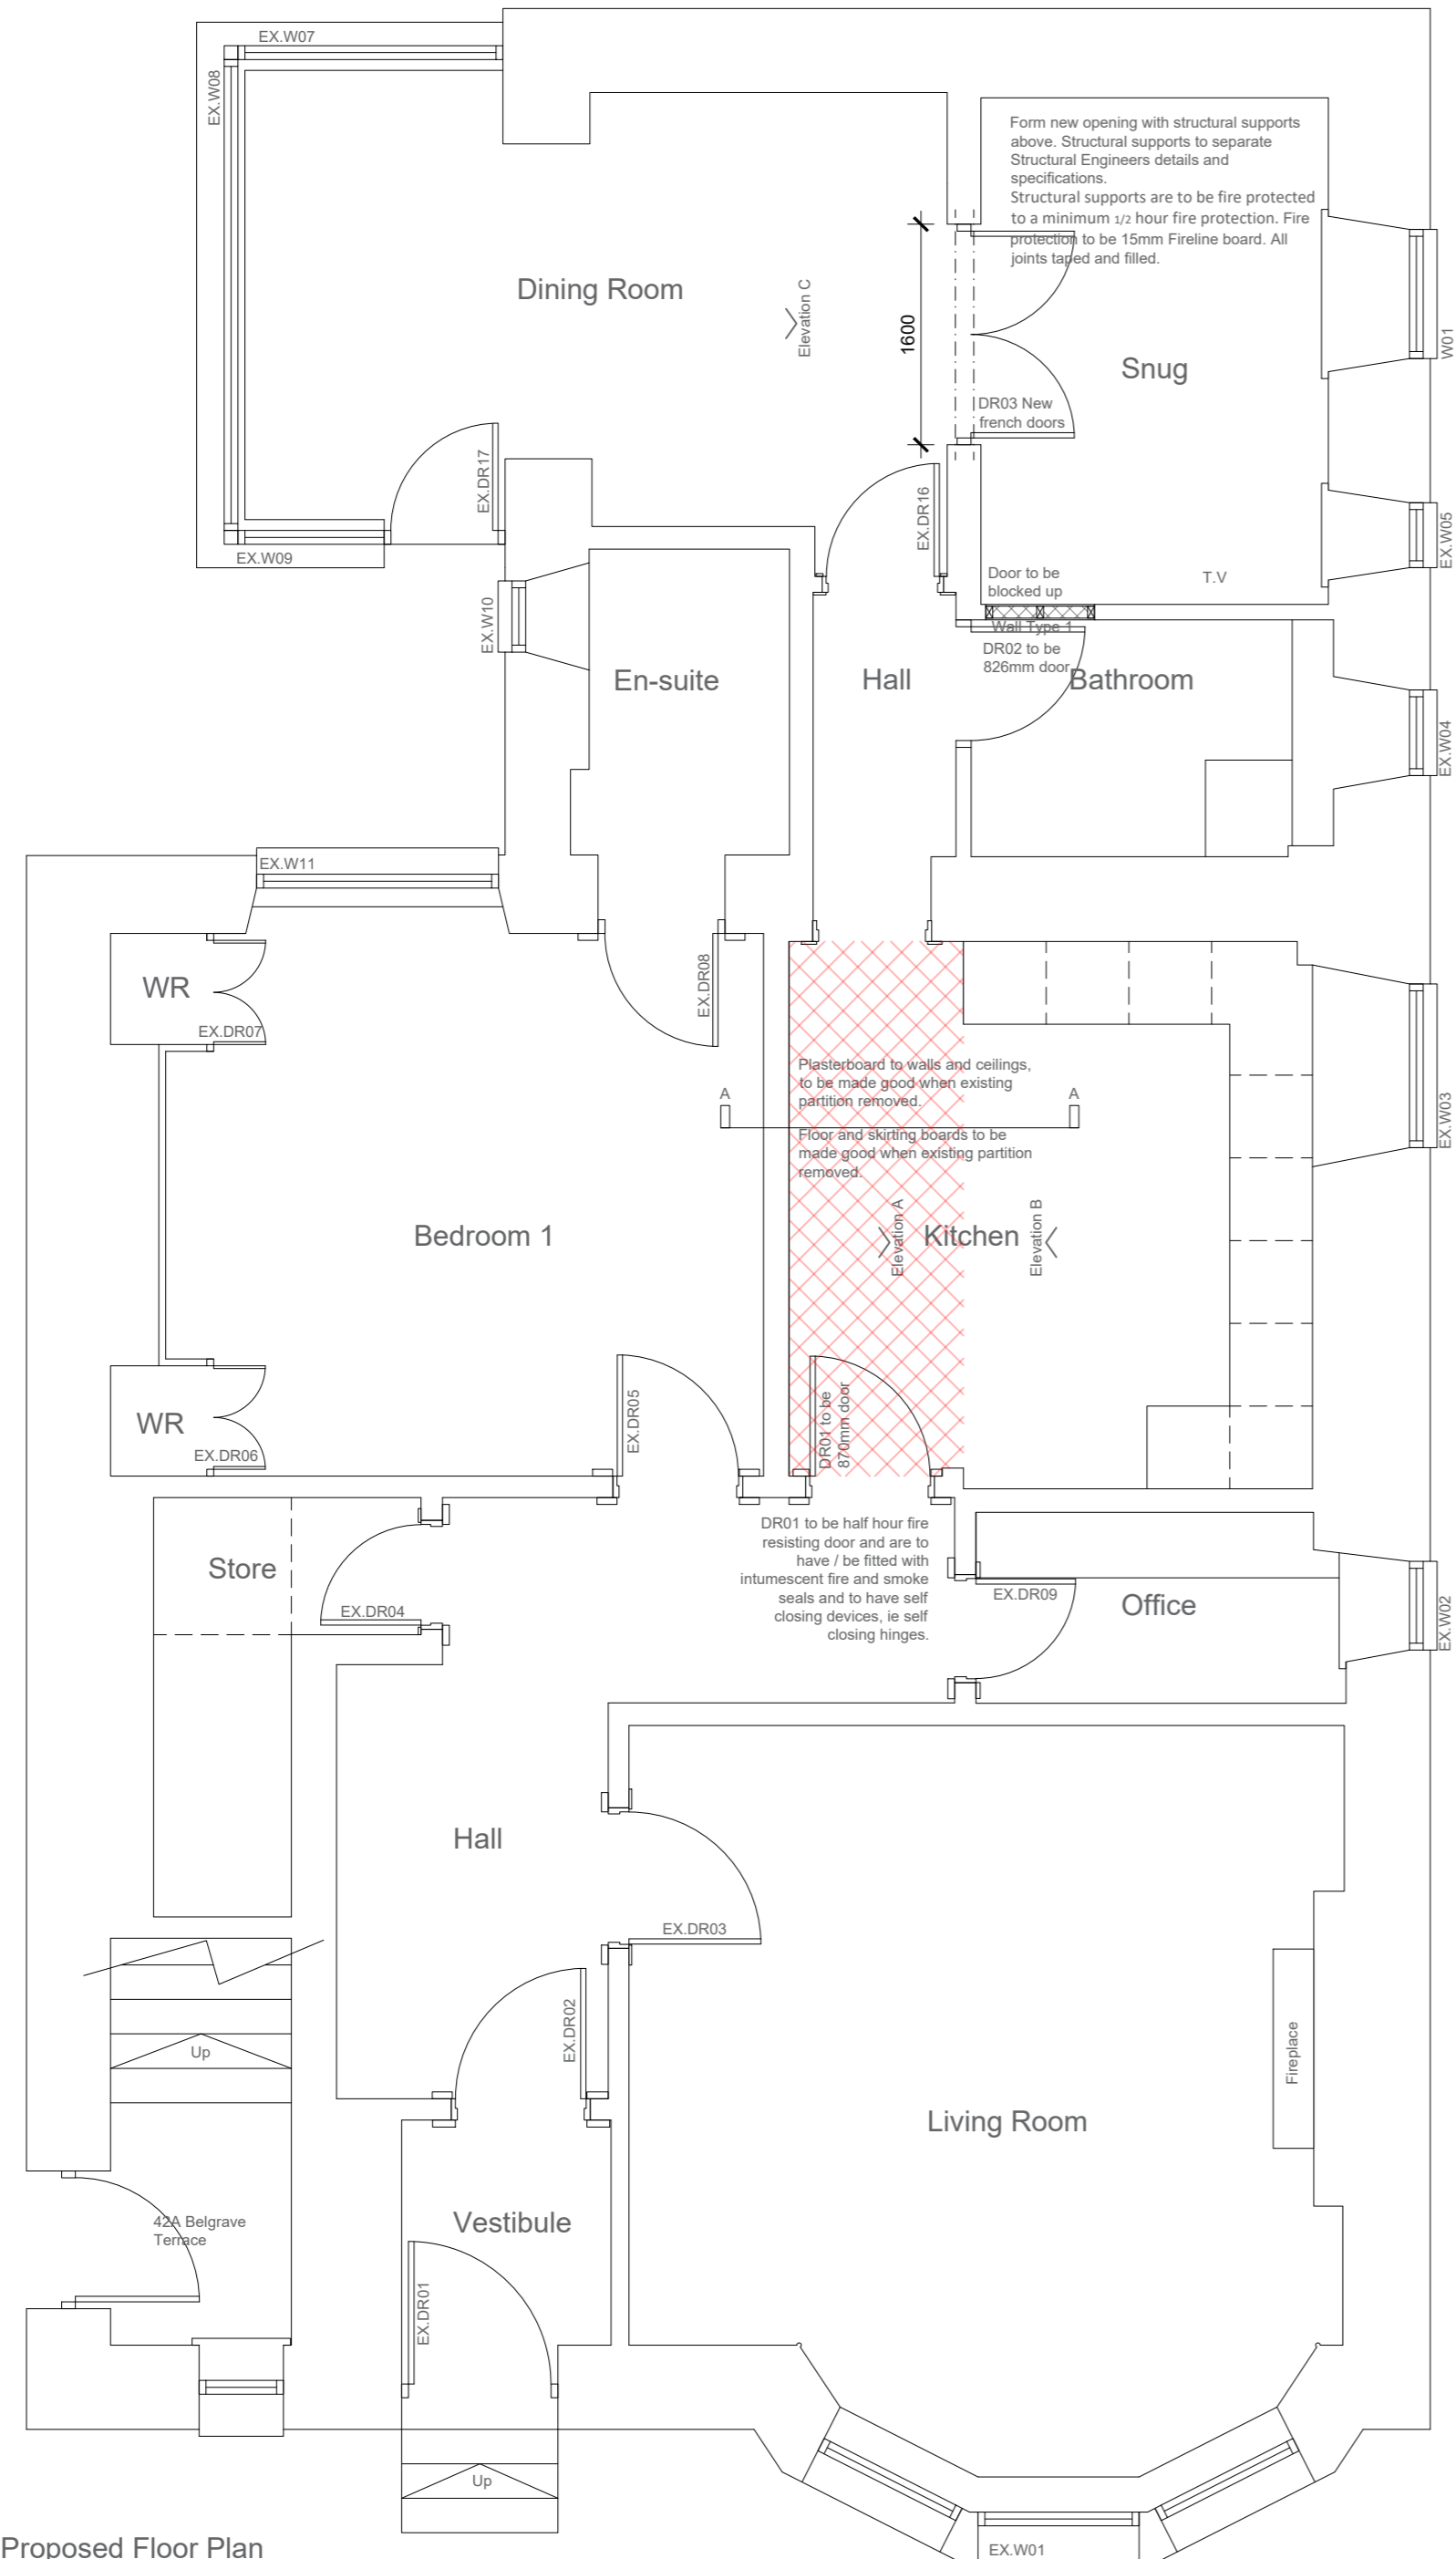 EX.W07
EX.W08
Form new opening with structural supports
above. Structural supports to separate
Structural Engineers details and
specifications.
Structural supports are to be fire protected
to a minimum 1/2 hour fire protection. Fire
protection to be 15mm Fireline board. All
joints taped and filled.
Dining Room
Elevation C
1600
Snug
W01
DR03 New
french doors
EX.DR17
EX.DR16
EX.W09
EX.W05
Door to be
blocked up
T.V
Wall Type 1
EX.W10
DR02 to be
826mm door
En-suite
Hall
Bathroom
EX.W04
EX.W11
WR
EX.DR07
EX.DR08
Plasterboard to walls and ceilings,
to be made good when existing
partition removed.
A
A
Floor and skirting boards to be
made good when existing partition
removed.
EX.W03
Bedroom 1
Elevation A
Kitchen
Elevation B
WR
EX.DR06
EX.DR05
DR01 to be
870mm door
DR01 to be half hour fire
resisting door and are to
have / be fitted with
intumescent fire and smoke
seals and to have self
closing devices, ie self
closing hinges.
Store
EX.DR04
EX.DR09
Office
EX.W02
Hall
EX.DR03
EX.DR02
Up
Fireplace
Living Room
42A Belgrave
Terrace
Vestibule
EX.DR01
Up
Proposed Floor Plan
EX.W01